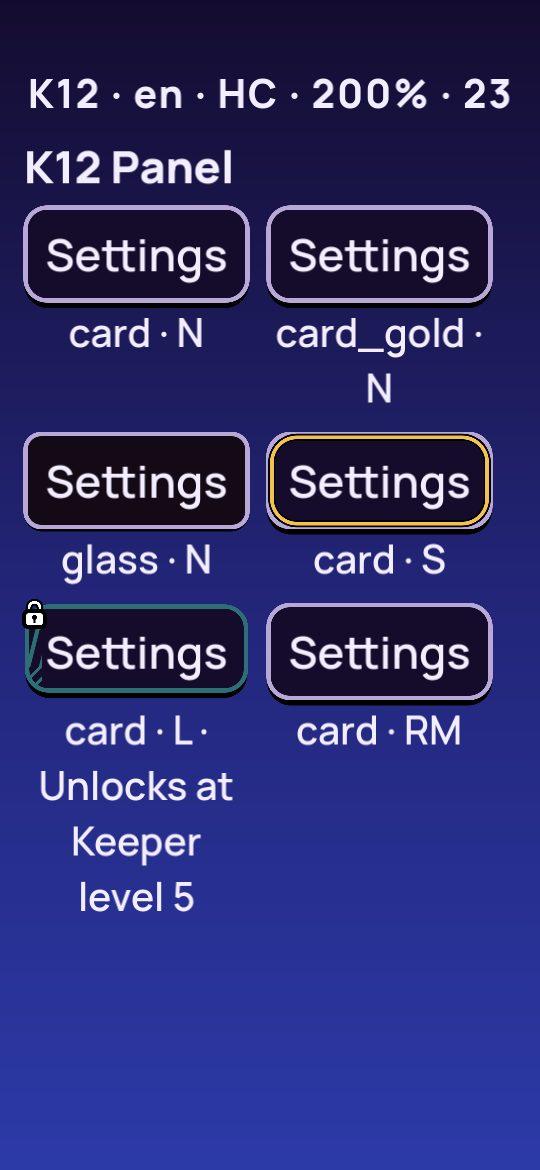 K12 · en · HC · 200% · 23
K12 Panel
Settings
Settings
card · N
card_gold ·
N
Settings
Settings
glass · N
card · S
Settings
Settings
card · L ·
Unlocks at
Keeper
level 5
card · RM